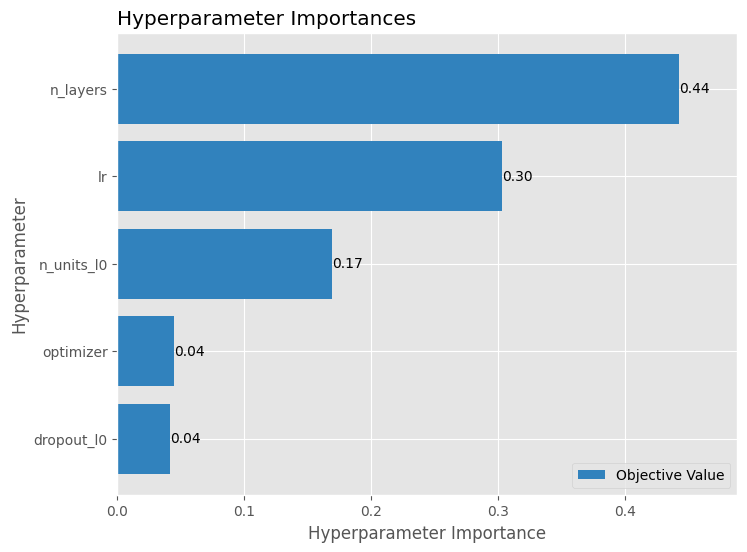 Hyperparameter Importances
Hyperparameter
n_layers
0.44
lr
0.30
n_units_l0
0.17
optimizer
0.04
dropout_l0
0.04
Objective Value
0.0 0.1 0.2 0.3 0.4
Hyperparameter Importance